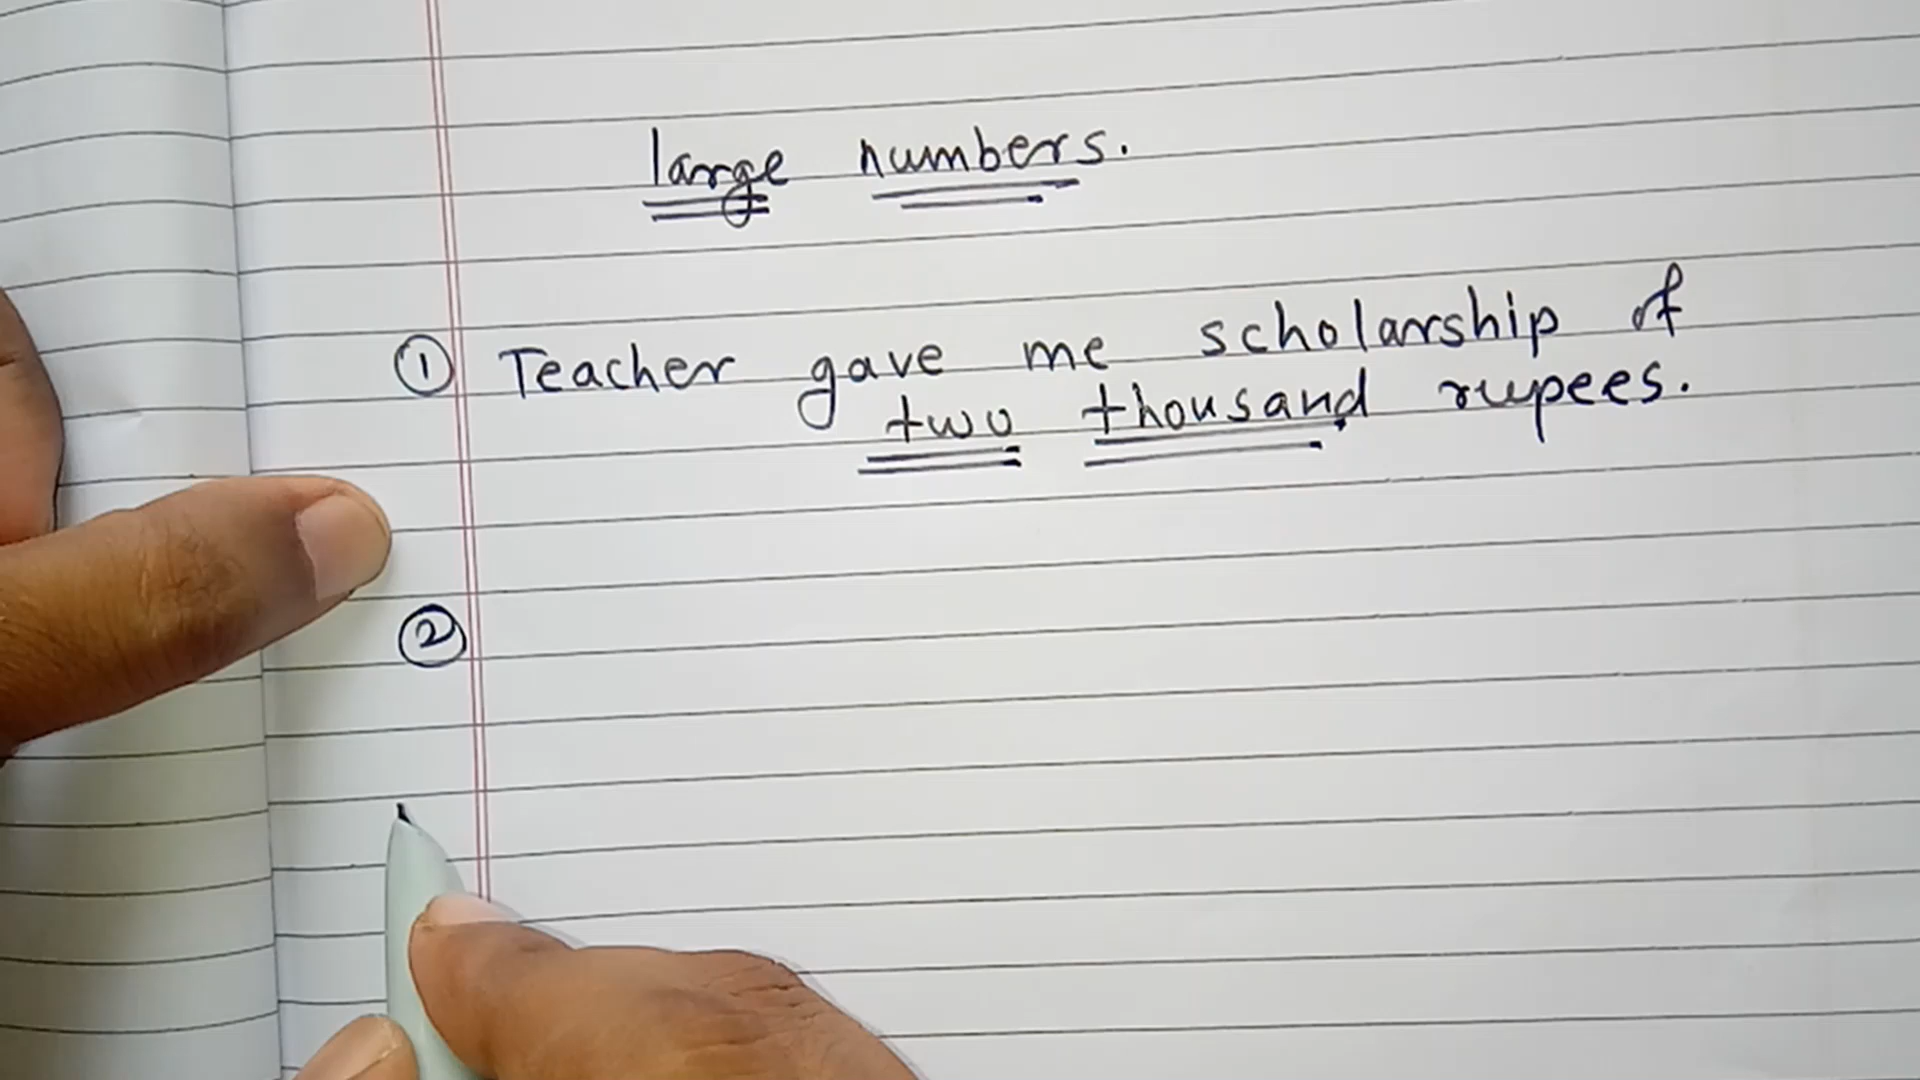 large numbers.
① Teacher gave me scholarship of
two thousand rupees.
②